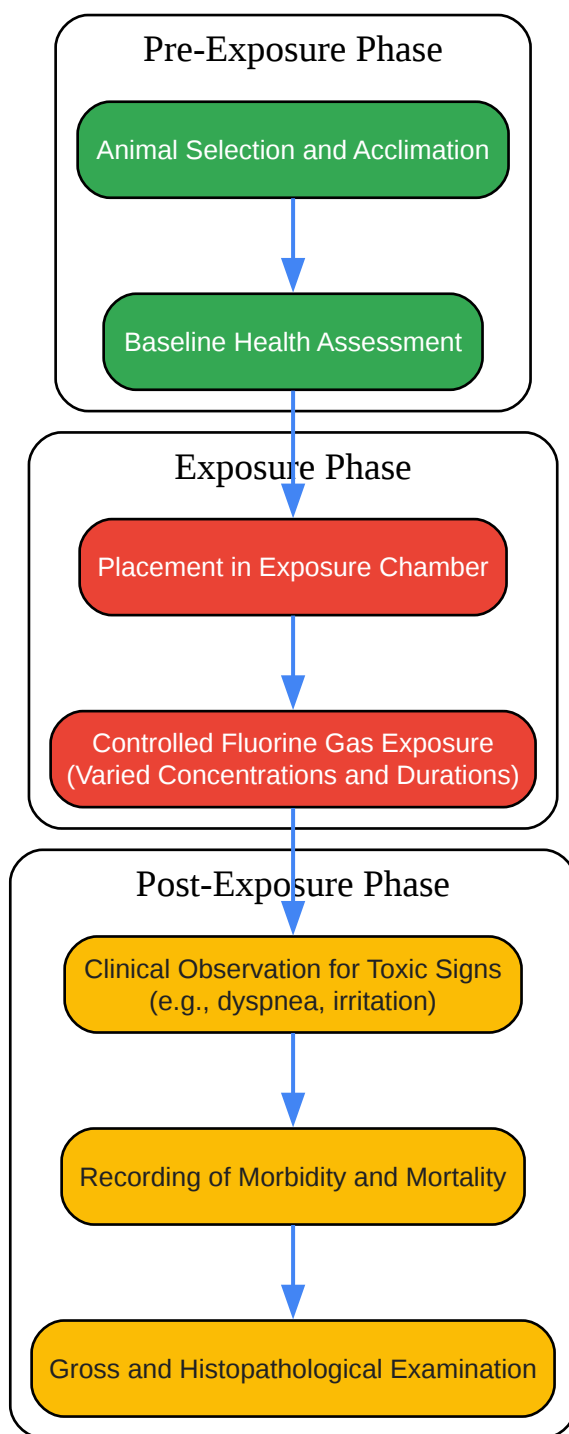 Pre-Exposure Phase
Animal Selection and Acclimation
Baseline Health Assessment
Exposure Phase
Placement in Exposure Chamber
Controlled Fluorine Gas Exposure
(Varied Concentrations and Durations)
Post-Exposure Phase
Clinical Observation for Toxic Signs
(e.g., dyspnea, irritation)
Recording of Morbidity and Mortality
Gross and Histopathological Examination